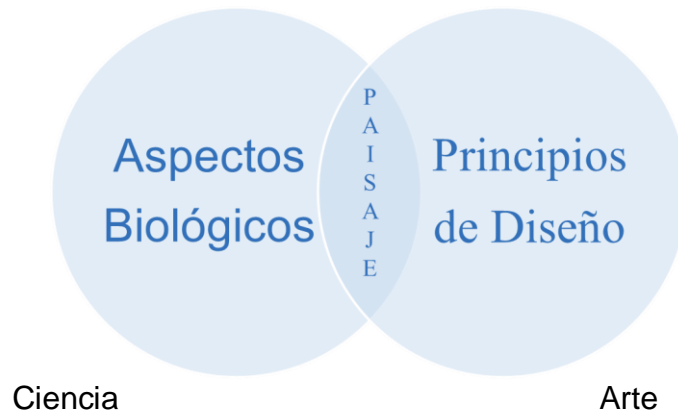 Aspectos
Biológicos
P
A
I
S
A
J
E
Principios
de Diseño
Ciencia
Arte